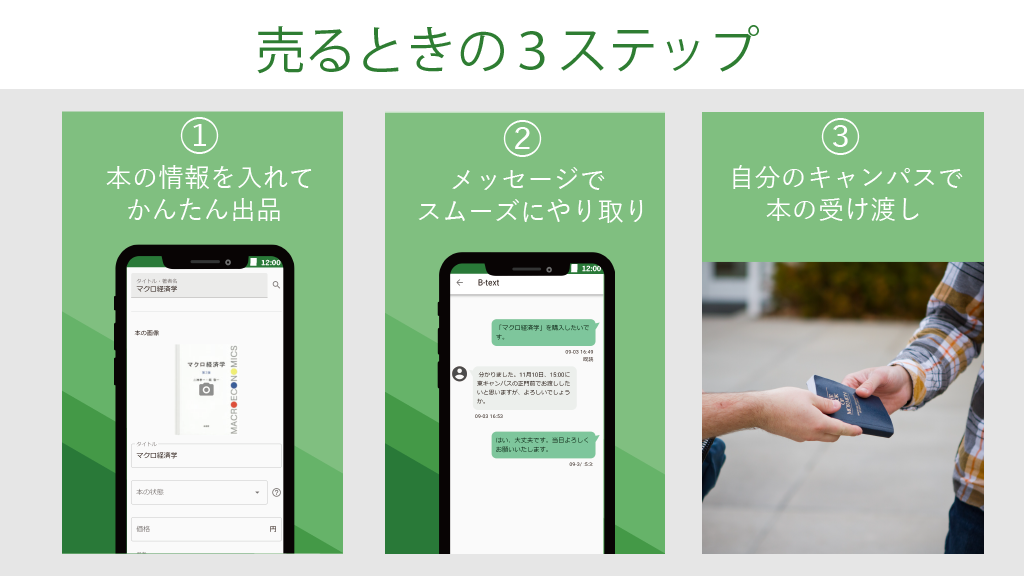 売るときの３ステップ
①
本の情報を入れて
かんたん出品
12:00
タイトル・著者名
マクロ経済学
本の画像
マクロ経済学
MACROECONOMICS
タイトル
マクロ経済学
本の状態
価格
円
②
メッセージで
スムーズにやり取り
12:00
B-text
「マクロ経済学」を購入したいで
す。
09-03 16:49
既読
分かりました。11月10日、15:00に
東キャンパスの正門前でお渡ししたいと思いますが、よろしいでしょうか。
09-03 16:53
はい、大丈夫です。当日よろしく
お願いいたします。
③
自分のキャンパスで
本の受け渡し
THE
BOOK
OF
MORMON